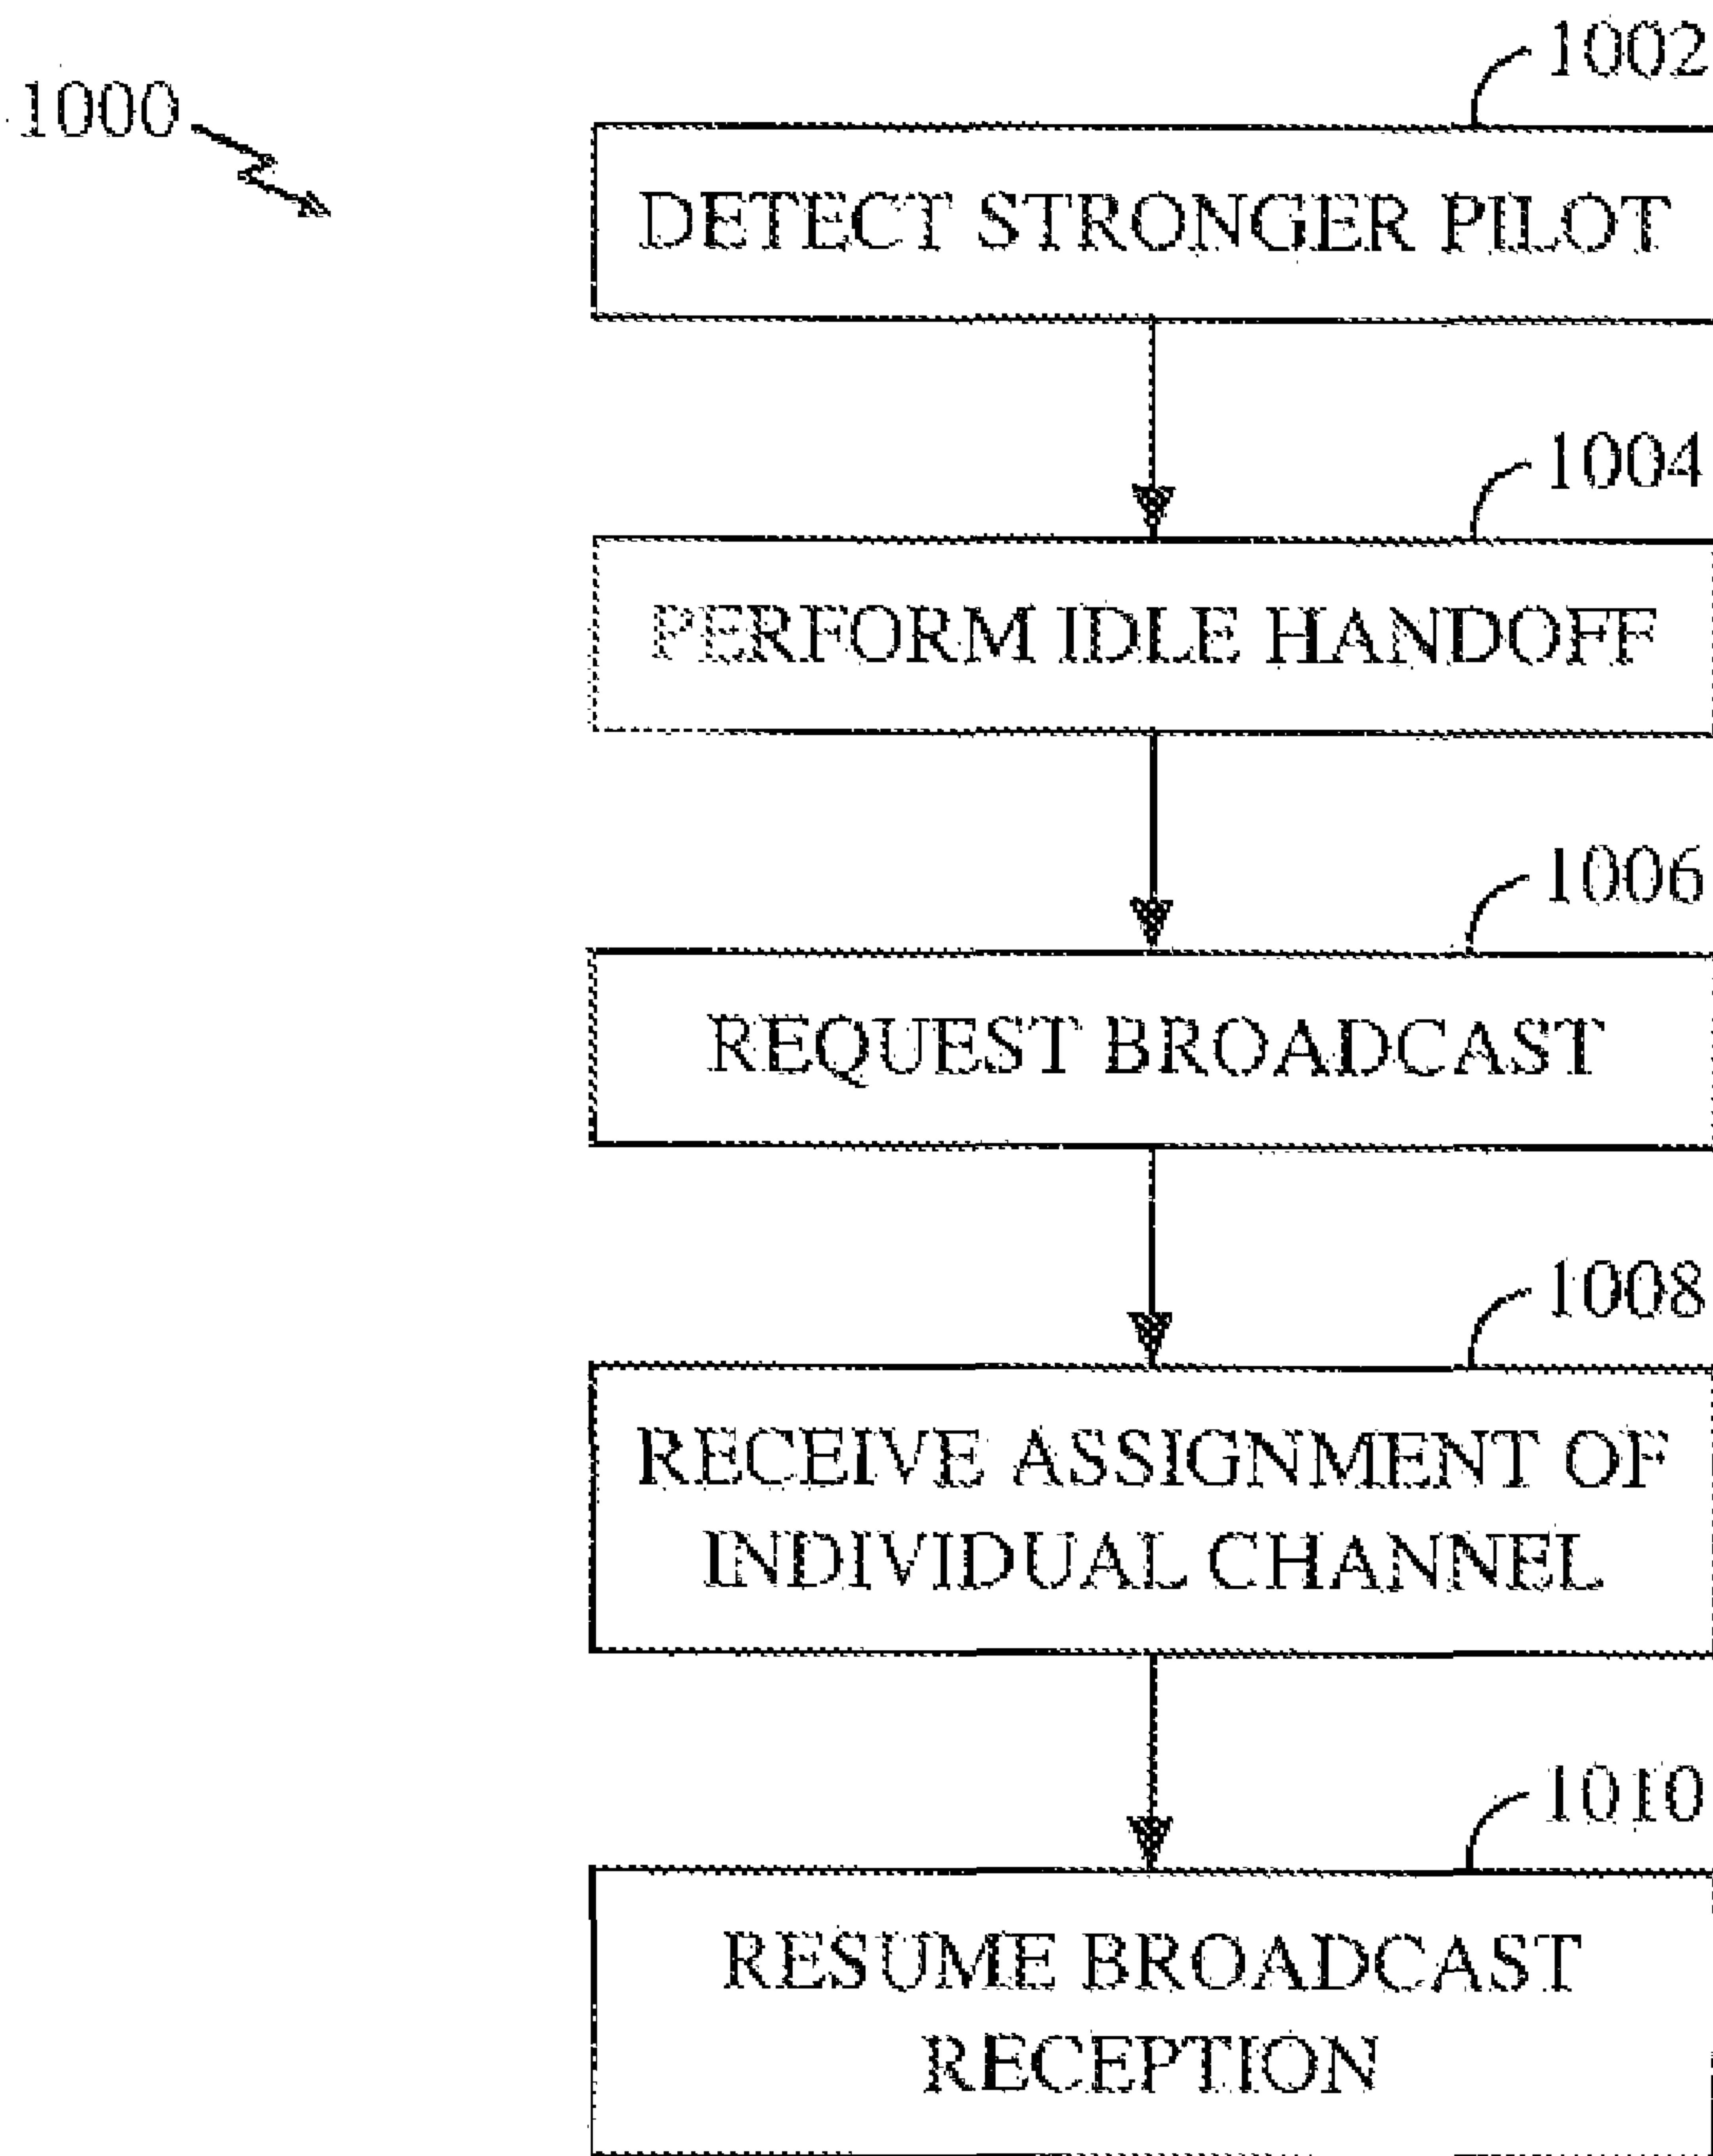 1000
1002
DETECT STRONGER PILOT
1004
PERFORM IDLE HANDOFF
1006
REQUEST BROADCAST
1008
RECEIVE ASSIGNMENT OF
INDIVIDUAL CHANNEL
1010
RESUME BROADCAST
RECEPTION